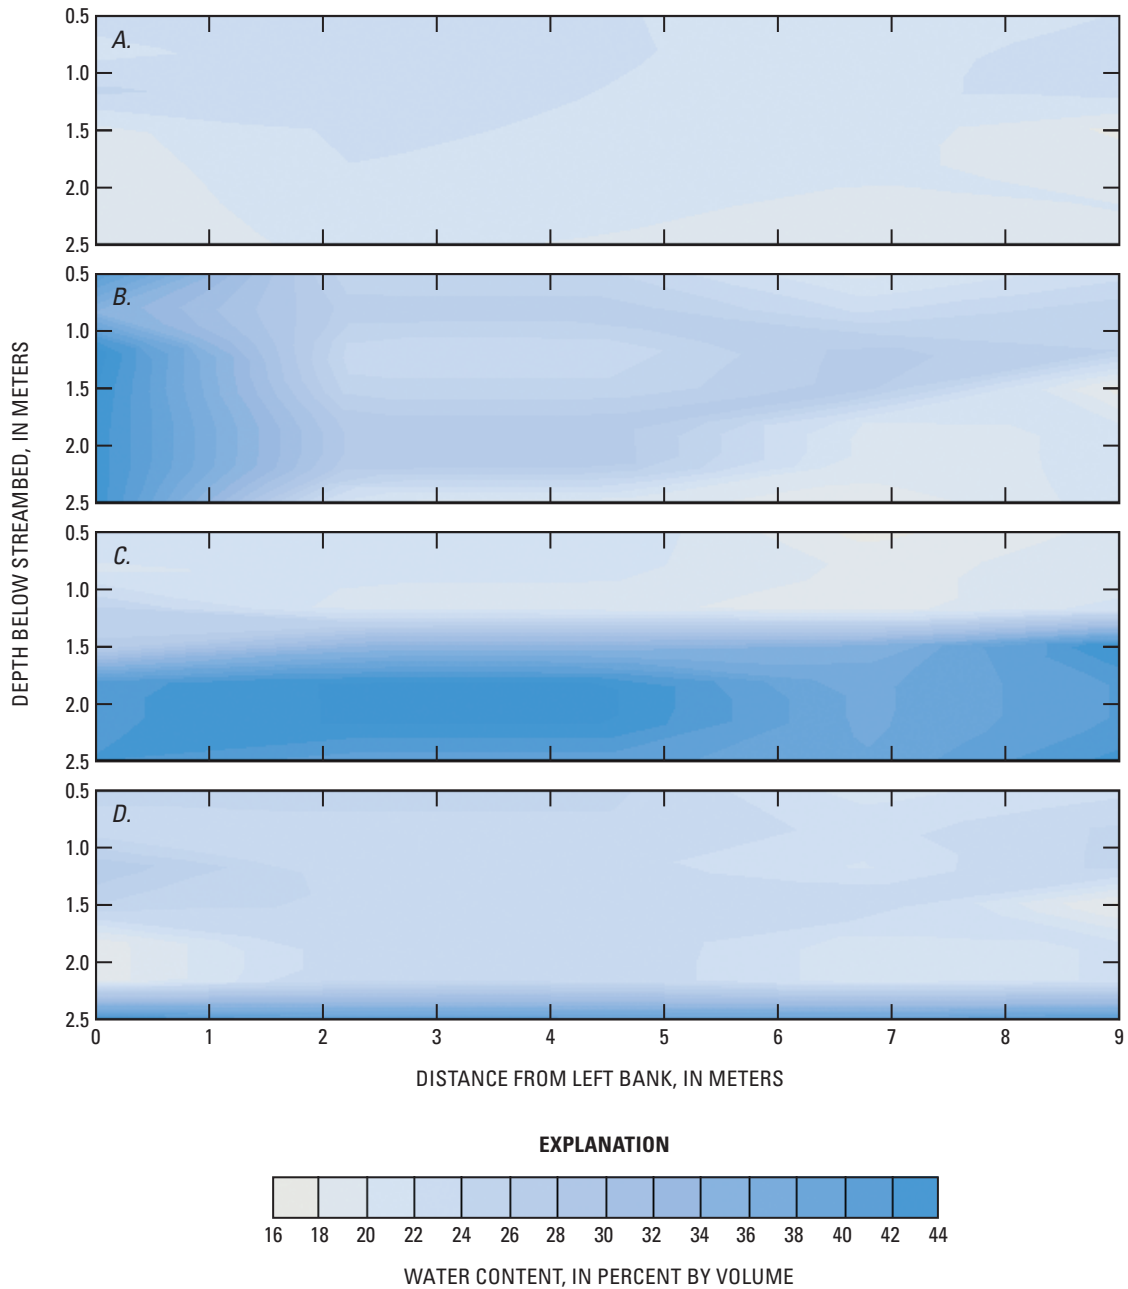 0.5
A.
1.0
1.5
2.0
2.5
0.5
B.
1.0
1.5
2.0
2.5
0.5
C.
1.0
1.5
2.0
2.5
0.5
D.
1.0
1.5
2.0
2.5
DEPTH BELOW STREAMBED, IN METERS
0 1 2 3 4 5 6 7 8 9
DISTANCE FROM LEFT BANK, IN METERS
EXPLANATION
16 18 20 22 24 26 28 30 32 34 36 38 40 42 44
WATER CONTENT, IN PERCENT BY VOLUME